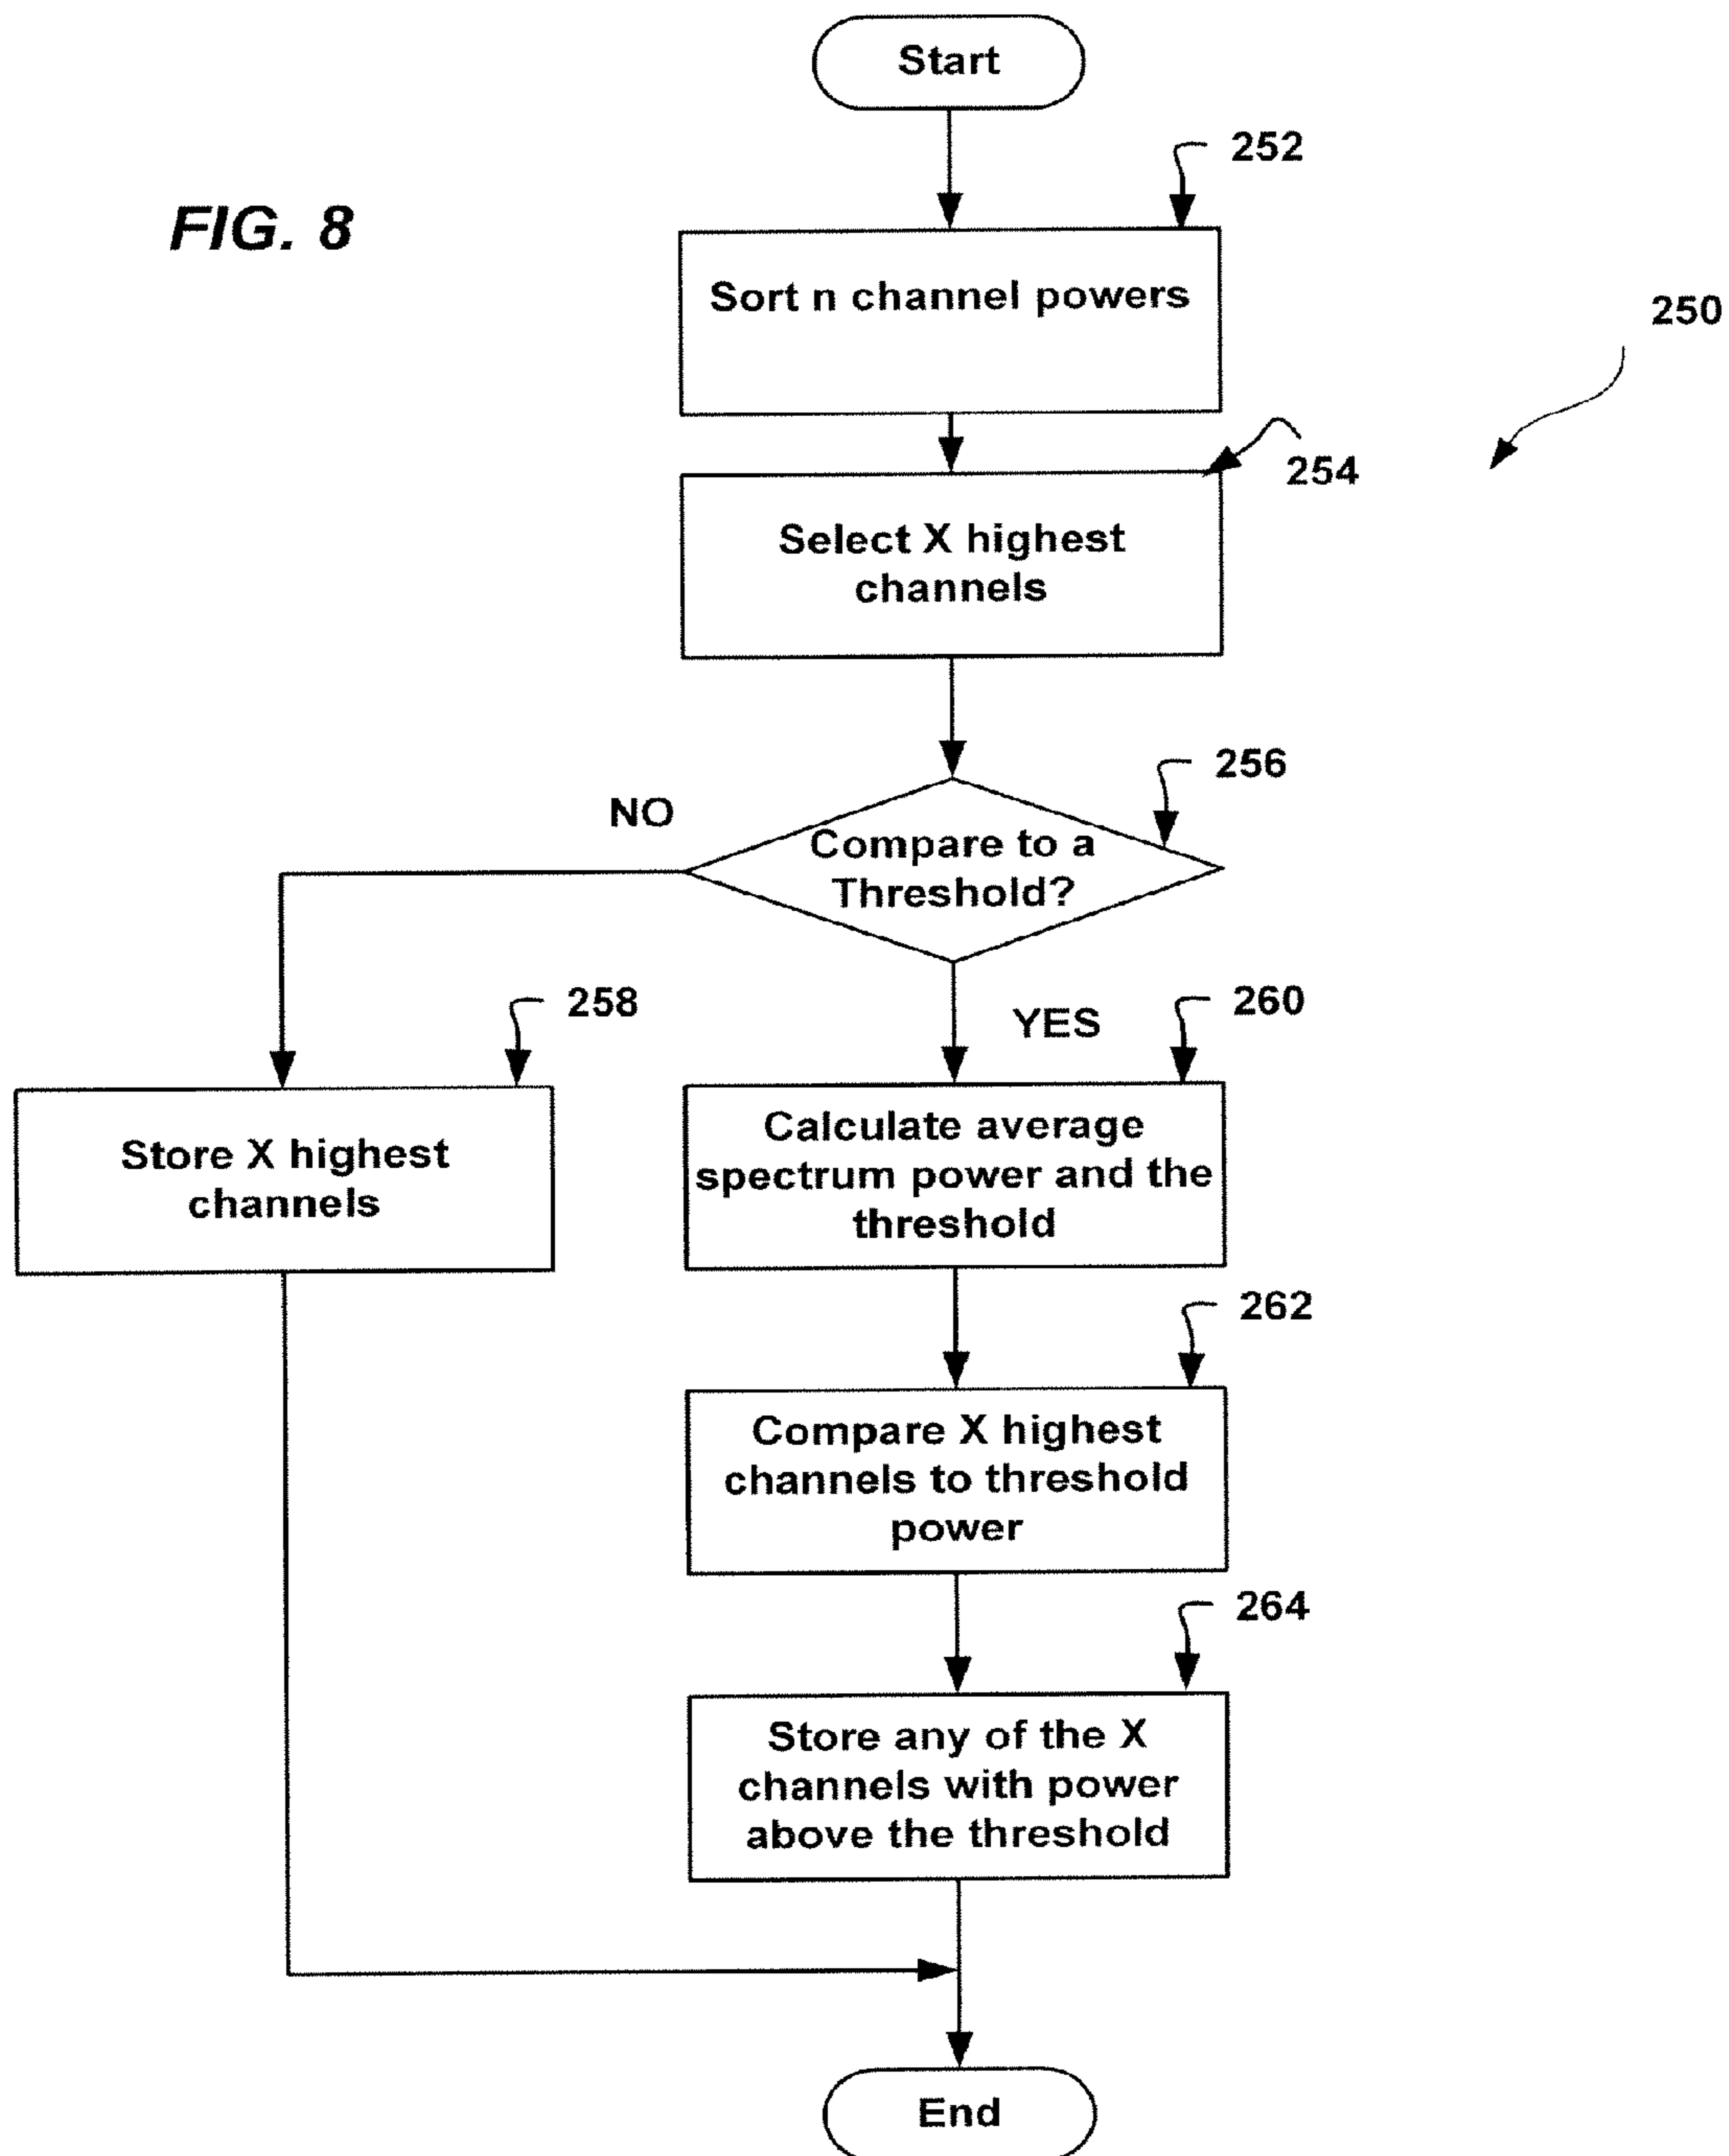 Start
252
FIG. 8
Sort n channel powers
250
254
Select X highest
channels
256
NO
Compare to a
Threshold?
258
YES
260
Store X highest
channels
Calculate average
spectrum power and the
threshold
262
Compare X highest
channels to threshold
power
264
Store any of the X
channels with power
above the threshold
End